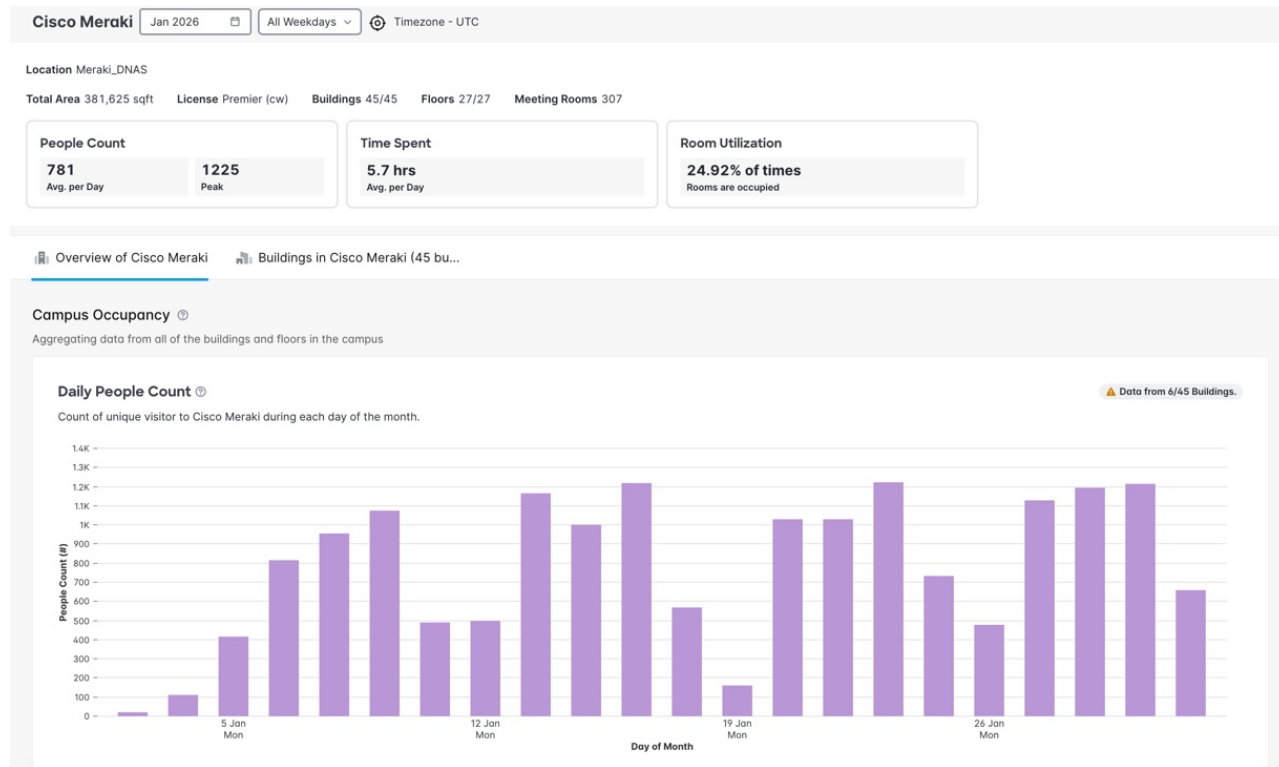 Cisco Meraki Jan 2026 All Weekdays Timezone - UTC
Location Meraki_DNAS
Total Area 381,625 sqft License Premier (cw) Buildings 45/45 Floors 27/27 Meeting Rooms 307
People Count
781
Avg. per Day
1225
Peak
Time Spent
5.7 hrs
Avg. per Day
Room Utilization
24.92% of times
Rooms are occupied
Overview of Cisco Meraki
Buildings in Cisco Meraki (45 bu...
Campus Occupancy
Aggregating data from all of the buildings and floors in the campus
Daily People Count
Data from 6/45 Buildings.
Count of unique visitor to Cisco Meraki during each day of the month.
People Count (#)
1.4K
1.3K
1.2K
1.1K
1K
900
800
700
600
500
400
300
200
100
0
5 Jan
Mon
12 Jan
Mon
19 Jan
Mon
26 Jan
Mon
Day of Month